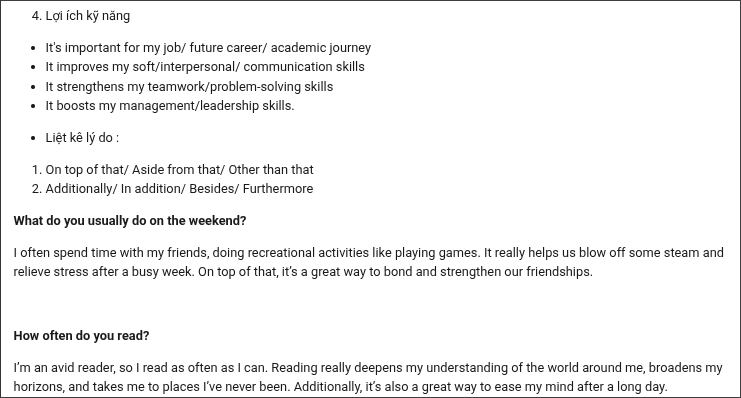 4. Lợi ích kỹ năng
• It's important for my job/ future career/ academic journey
• It improves my soft/interpersonal/ communication skills
• It strengthens my teamwork/problem-solving skills
• It boosts my management/leadership skills.
• Liệt kê lý do :
1. On top of that/ Aside from that/ Other than that
2. Additionally/ In addition/ Besides/ Furthermore
What do you usually do on the weekend?
I often spend time with my friends, doing recreational activities like playing games. It really helps us blow off some steam and
relieve stress after a busy week. On top of that, it’s a great way to bond and strengthen our friendships.
How often do you read?
I’m an avid reader, so I read as often as I can. Reading really deepens my understanding of the world around me, broadens my
horizons, and takes me to places I’ve never been. Additionally, it’s also a great way to ease my mind after a long day.